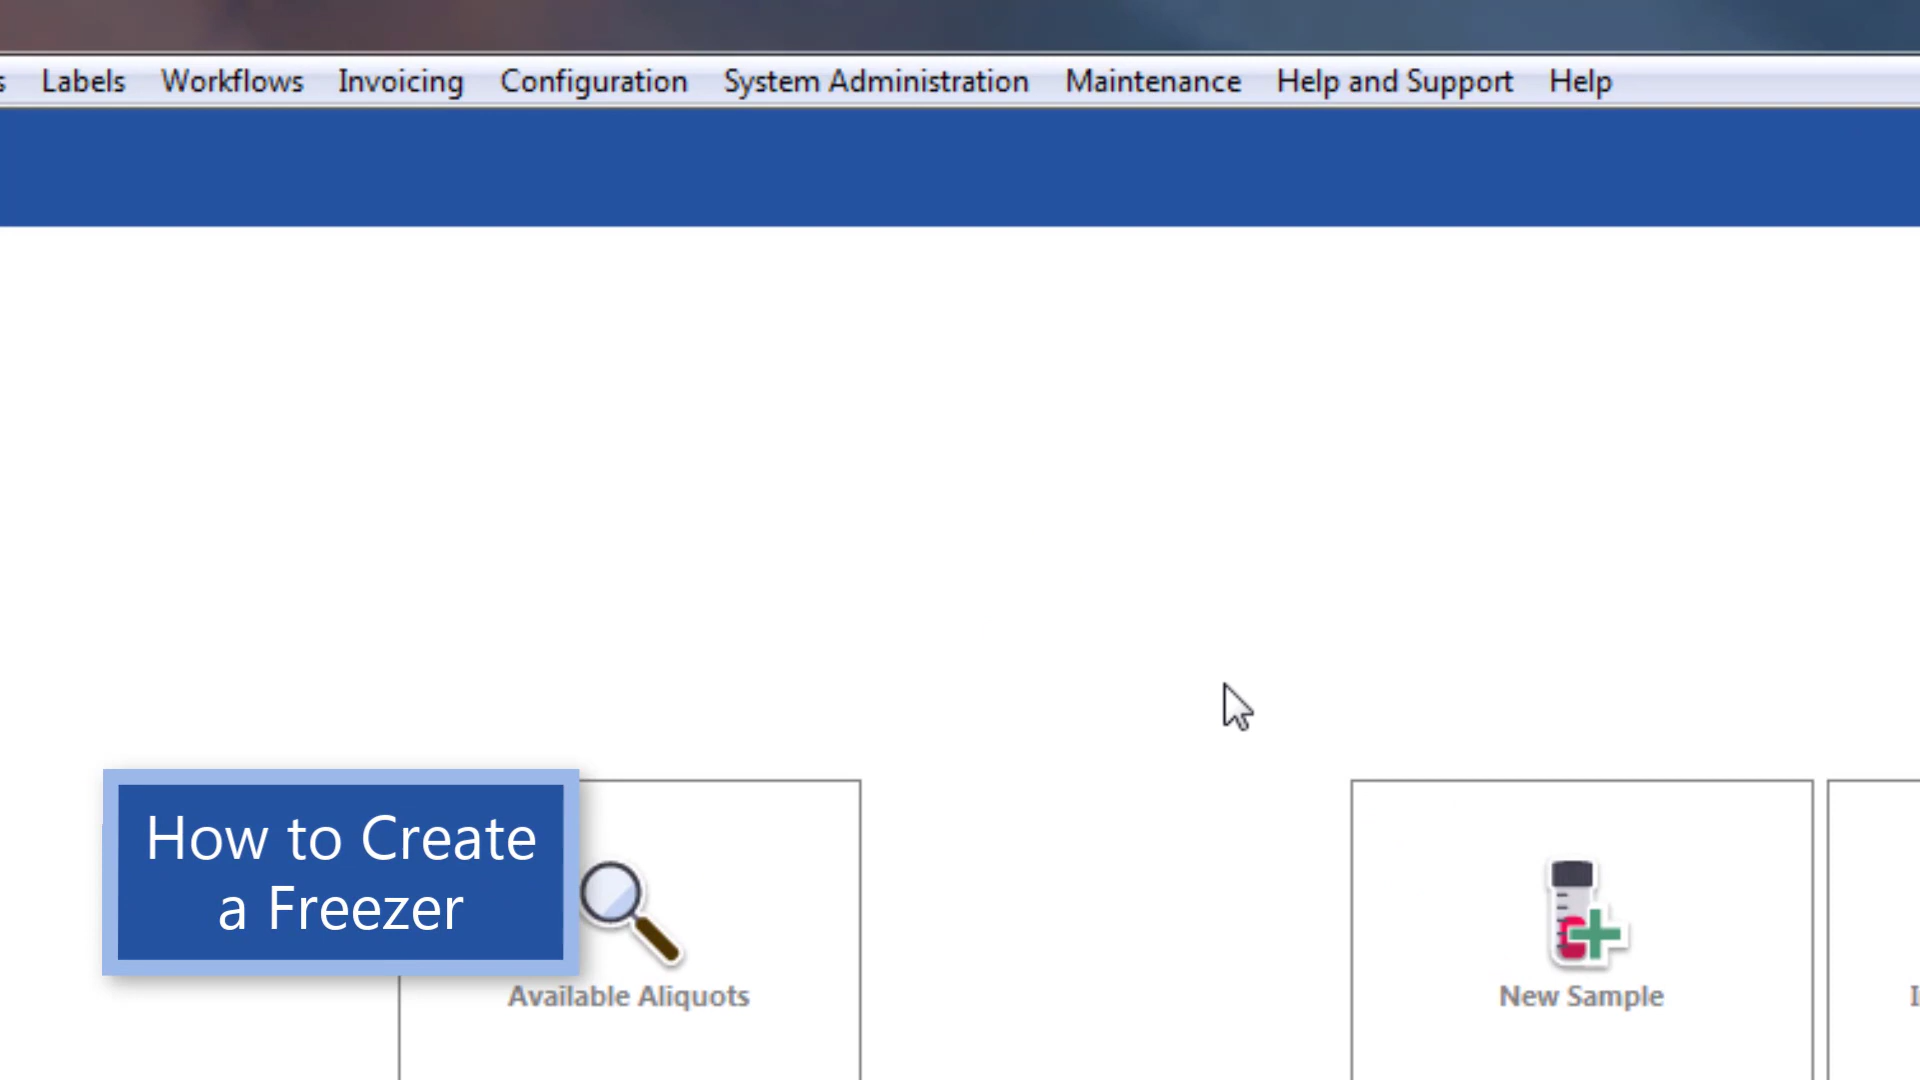 Labels Workflows Invoicing Configuration System Administration Maintenance Help and Support Help
How to Create
a Freezer
Available Aliquots
New Sample